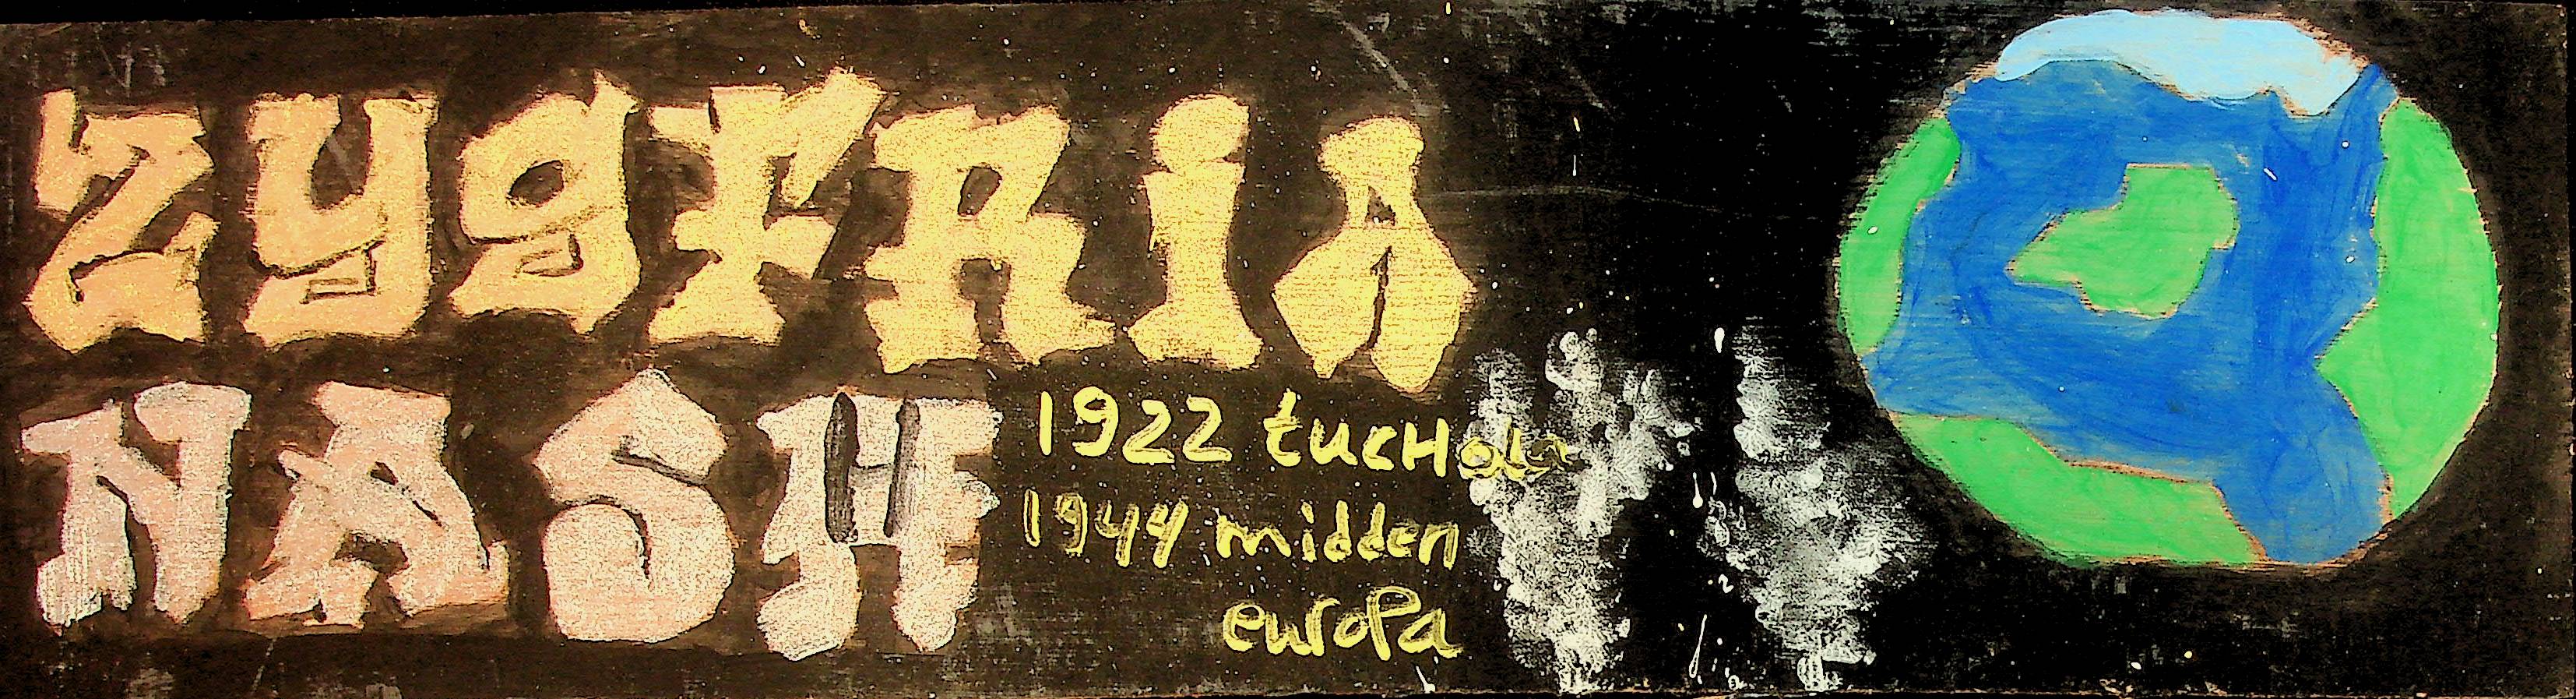 ZYgFRiA
NASH
1922 tucHola
1944 midden
europa